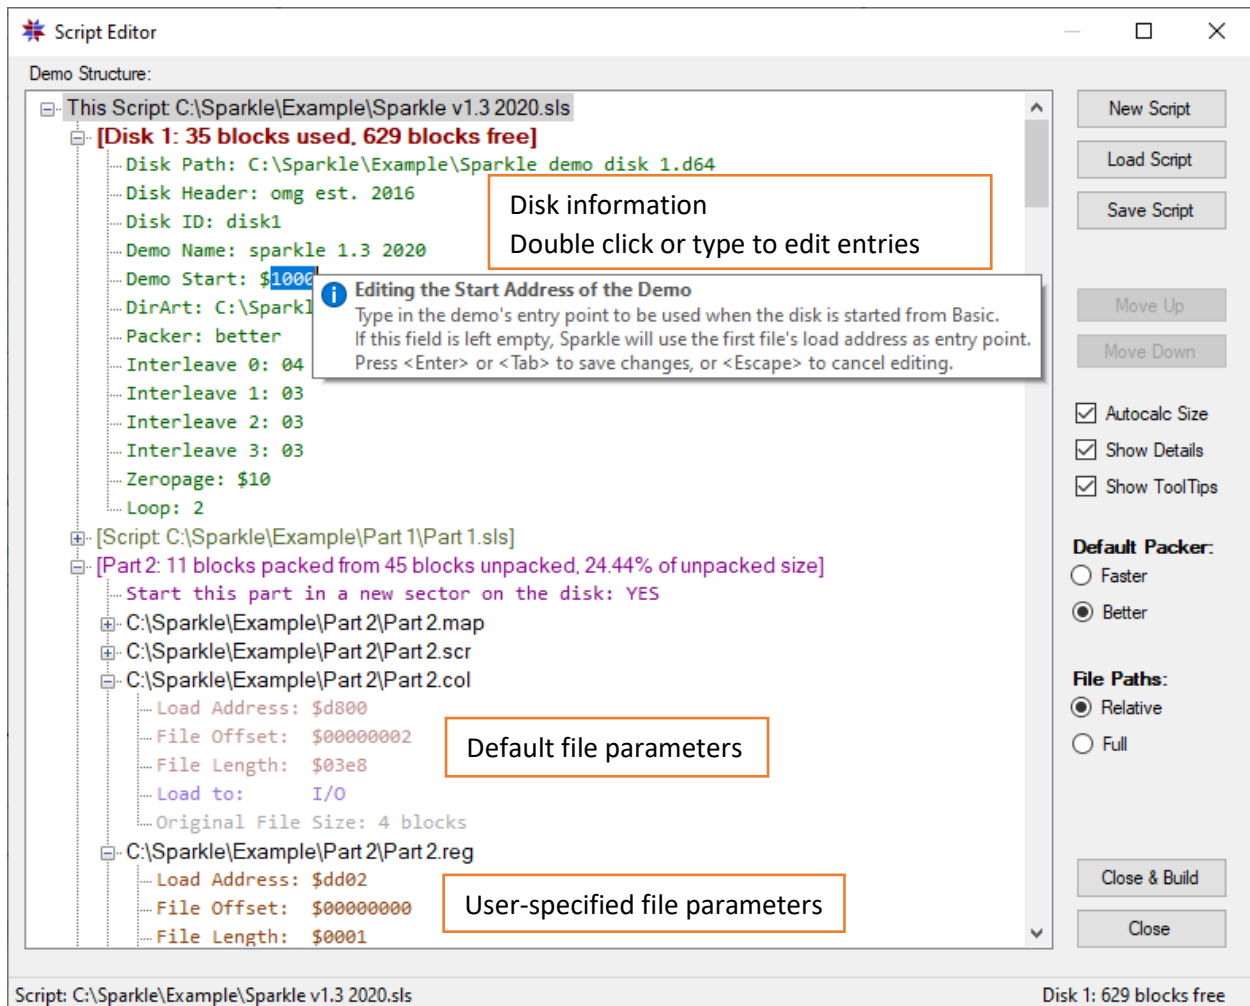 Script Editor
Demo Structure:
This Script: C:\Sparkle\Example\Sparkle v1.3 2020.sls
[Disk 1: 35 blocks used, 629 blocks free]
Disk Path: C:\Sparkle\Example\Sparkle demo disk 1.d64
Disk Header: omg est. 2016
Disk ID: disk1
Demo Name: sparkle 1.3 2020
Demo Start: $1000
DirArt: C:\Sparkl
Packer: better
Interleave 0: 04
Interleave 1: 03
Interleave 2: 03
Interleave 3: 03
Zeropage: $10
Loop: 2
Disk information
Double click or type to edit entries
Editing the Start Address of the Demo
Type in the demo's entry point to be used when the disk is started from Basic.
If this field is left empty, Sparkle will use the first file's load address as entry point.
Press <Enter> or <Tab> to save changes, or <Escape> to cancel editing.
[Script: C:\Sparkle\Example\Part 1\Part 1.sls]
[Part 2: 11 blocks packed from 45 blocks unpacked, 24.44% of unpacked size]
Start this part in a new sector on the disk: YES
C:\Sparkle\Example\Part 2\Part 2.map
C:\Sparkle\Example\Part 2\Part 2.scr
C:\Sparkle\Example\Part 2\Part 2.col
Load Address: $d800
File Offset: $00000002
File Length: $03e8
Load to: I/O
Original File Size: 4 blocks
Default file parameters
C:\Sparkle\Example\Part 2\Part 2.reg
Load Address: $dd02
File Offset: $00000000
File Length: $0001
User-specified file parameters
New Script
Load Script
Save Script
Move Up
Move Down
Autocalc Size
Show Details
Show ToolTips
Default Packer:
Faster
Better
File Paths:
Relative
Full
Close & Build
Close
Script: C:\Sparkle\Example\Sparkle v1.3 2020.sls
Disk 1: 629 blocks free